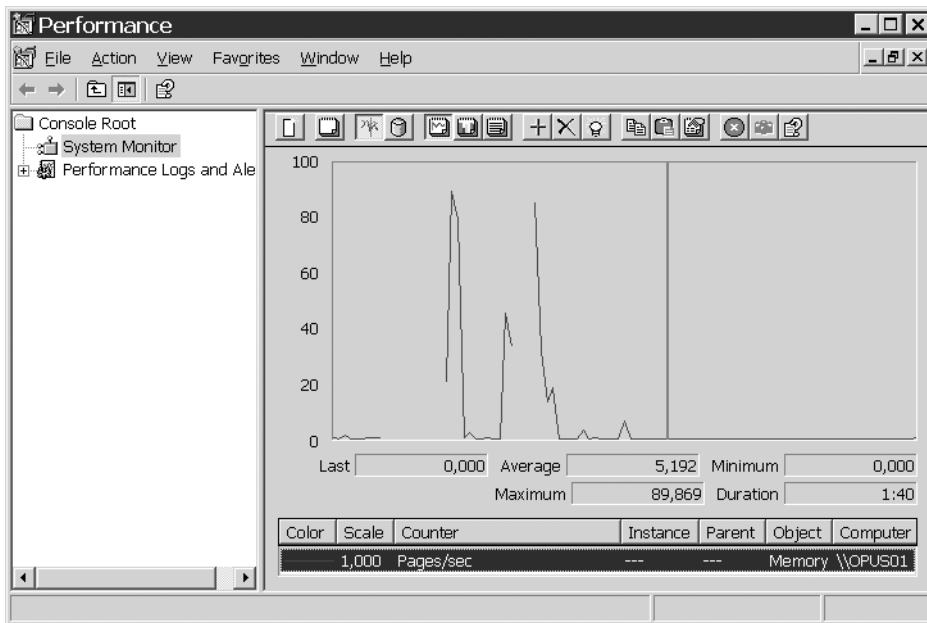 Performance
File Action View Favorites Window Help
Console Root
System Monitor
Performance Logs and Ale
100
80
60
40
20
0
Last 0,000 Average 5,192 Minimum 0,000
Maximum 89,869 Duration 1:40
Color Scale Counter Instance Parent Object Computer
1,000 Pages/sec --- --- Memory \\OPUS01